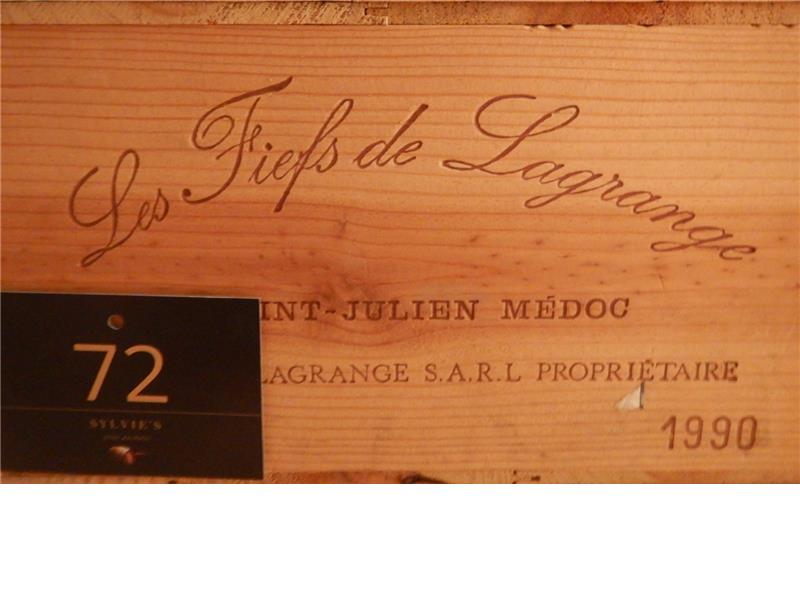 Les Fiefs de Lagrange
INT-JULIEN MÉDOC
LAGRANGE S.A.R.L PROPRIÉTAIRE
1990
72
SYLVIE'S